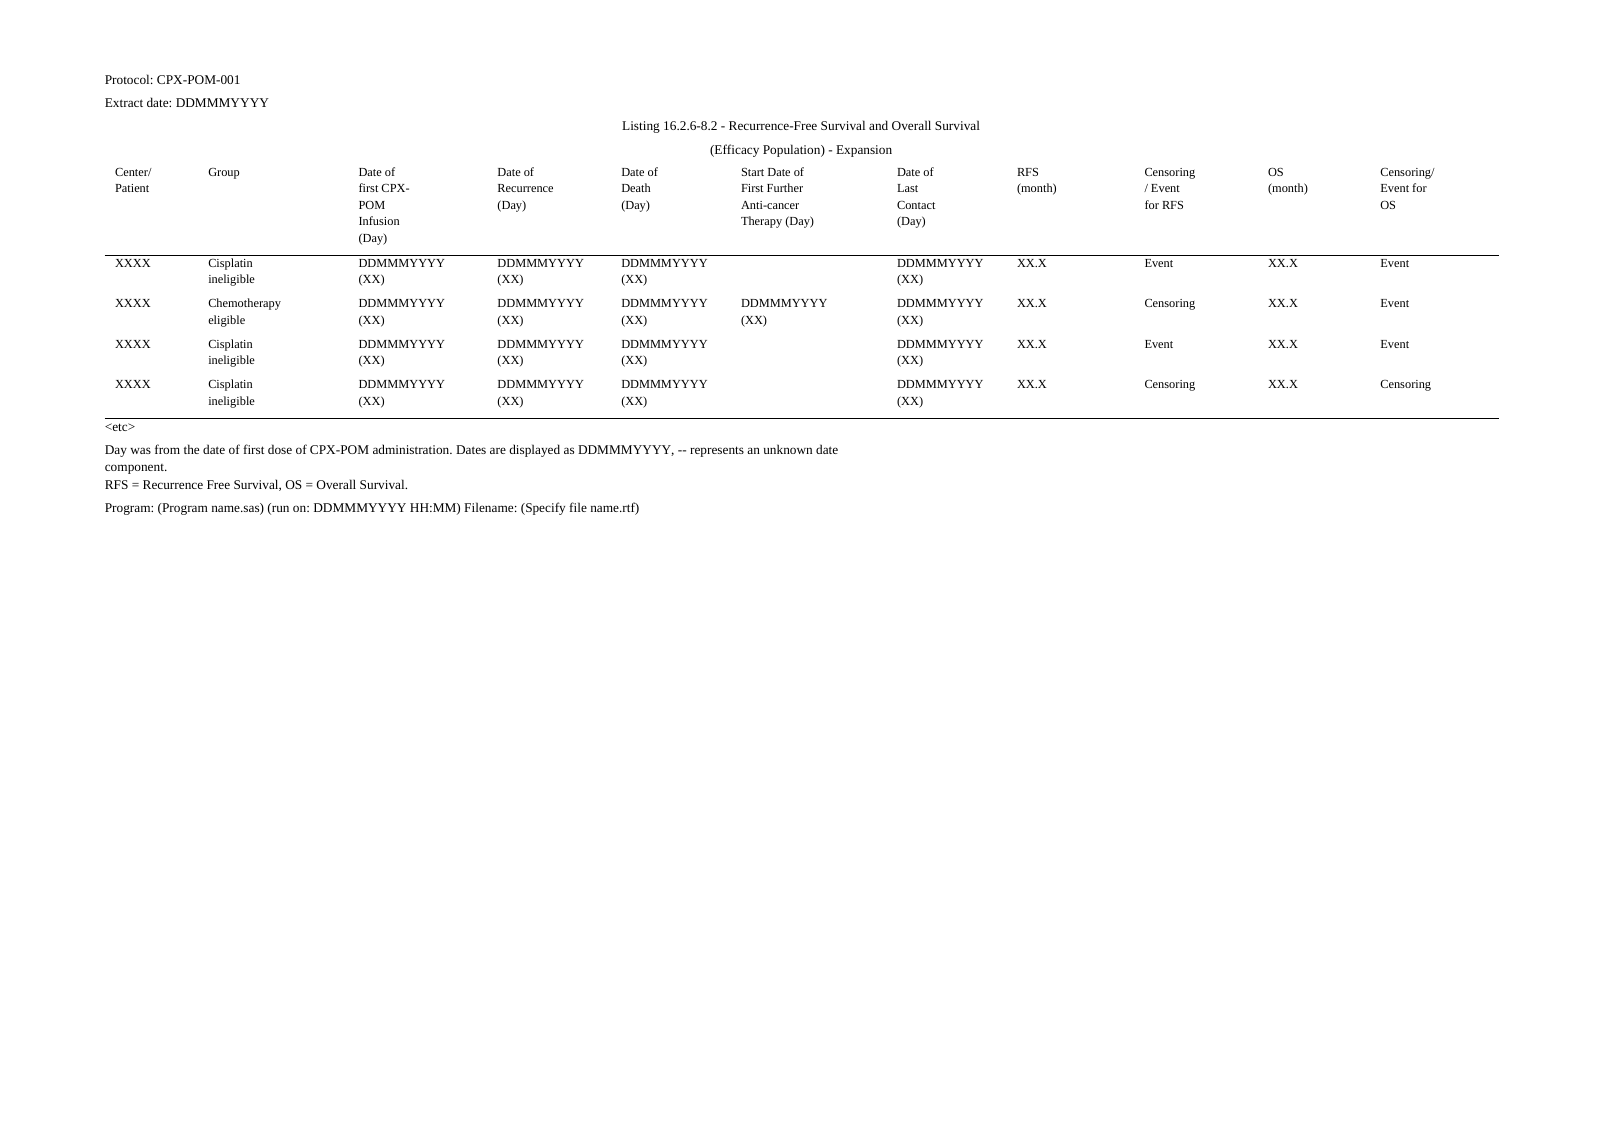 Protocol: CPX-POM-001
Extract date: DDMMMYYYY
Listing 16.2.6-8.2 - Recurrence-Free Survival and Overall Survival
(Efficacy Population) - Expansion
Center/ Group Date of Date of Date of Start Date of Date of RFS Censoring OS Censoring/
Patient first CPX- Recurrence Death First Further Last (month) / Event (month) Event for
POM (Day) (Day) Anti-cancer Contact for RFS OS
Infusion Therapy (Day) (Day)
(Day)
XXXX Cisplatin DDMMMYYYY DDMMMYYYY DDMMMYYYY DDMMMYYYY XX.X Event XX.X Event
ineligible (XX) (XX) (XX) (XX)
XXXX Chemotherapy DDMMMYYYY DDMMMYYYY DDMMMYYYY DDMMMYYYY DDMMMYYYY XX.X Censoring XX.X Event
eligible (XX) (XX) (XX) (XX) (XX)
XXXX Cisplatin DDMMMYYYY DDMMMYYYY DDMMMYYYY DDMMMYYYY XX.X Event XX.X Event
ineligible (XX) (XX) (XX) (XX)
XXXX Cisplatin DDMMMYYYY DDMMMYYYY DDMMMYYYY DDMMMYYYY XX.X Censoring XX.X Censoring
ineligible (XX) (XX) (XX) (XX)
<etc>
Day was from the date of first dose of CPX-POM administration. Dates are displayed as DDMMMYYYY, -- represents an unknown date
component.
RFS = Recurrence Free Survival, OS = Overall Survival.
Program: (Program name.sas) (run on: DDMMMYYYY HH:MM) Filename: (Specify file name.rtf)